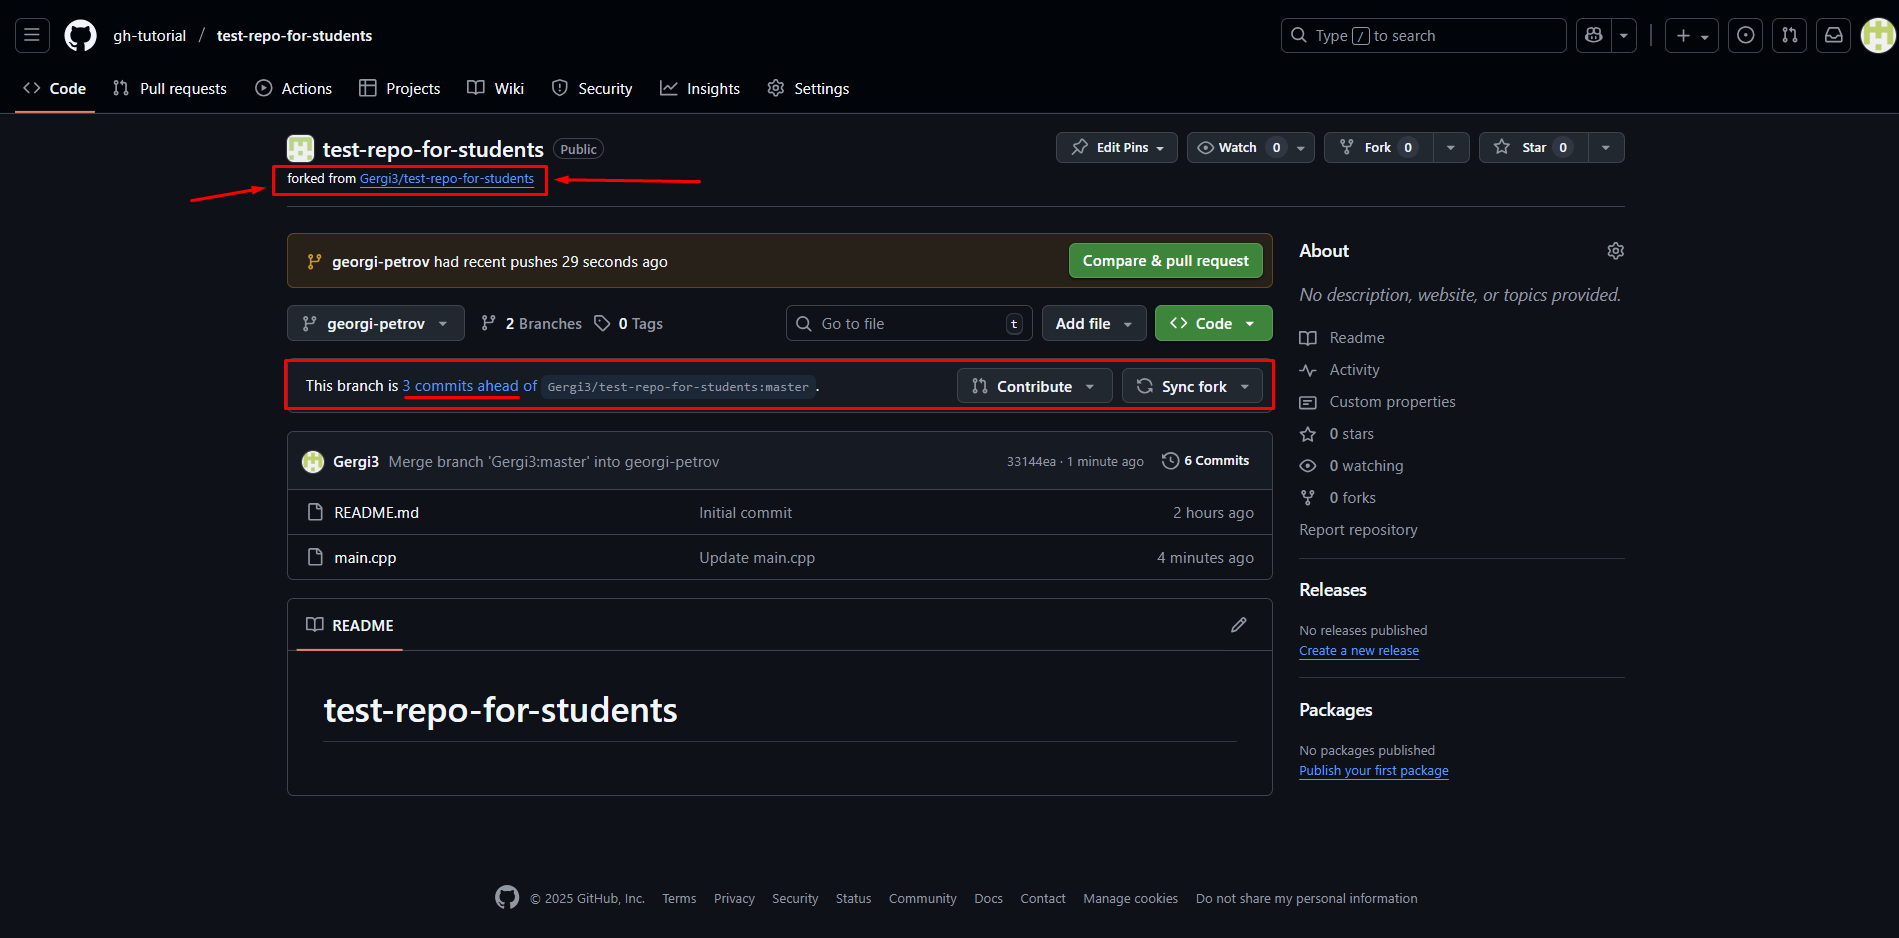 gh-tutorial / test-repo-for-students
Type / to search
Code Pull requests Actions Projects Wiki Security Insights Settings
test-repo-for-students Public
Edit Pins Watch 0 Fork 0 Star 0
forked from Gergi3/test-repo-for-students
georgi-petrov had recent pushes 29 seconds ago
Compare & pull request
georgi-petrov 2 Branches 0 Tags
Go to file t
Add file
Code
This branch is 3 commits ahead of Gergi3/test-repo-for-students:master .
Contribute Sync fork
Gergi3 Merge branch 'Gergi3:master' into georgi-petrov 33144ea · 1 minute ago 6 Commits
README.md Initial commit 2 hours ago
main.cpp Update main.cpp 4 minutes ago
README
test-repo-for-students
About
No description, website, or topics provided.
Readme
Activity
Custom properties
0 stars
0 watching
0 forks
Report repository
Releases
No releases published
Create a new release
Packages
No packages published
Publish your first package
© 2025 GitHub, Inc. Terms Privacy Security Status Community Docs Contact Manage cookies Do not share my personal information